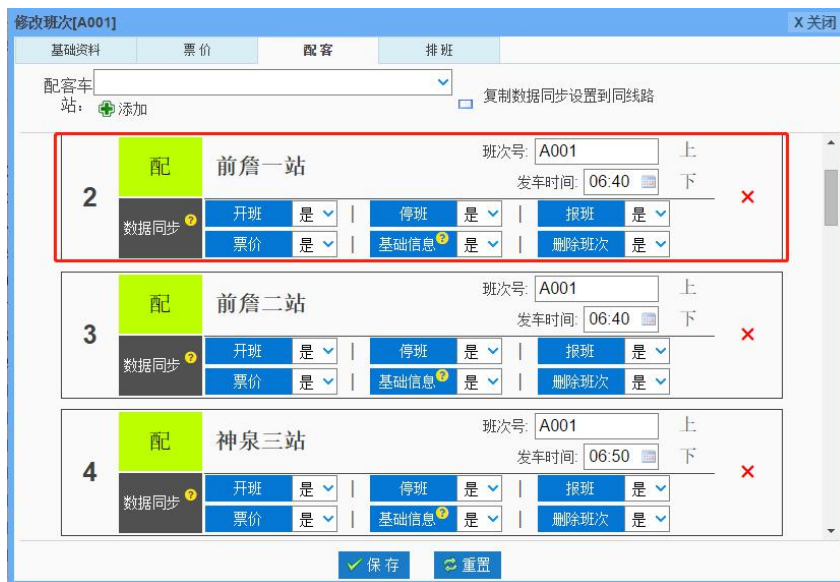 修改班次[A001] X 关闭
基础资料 票 价 配 客 排 班
配客车
站： 添加
复制数据同步设置到同线路
2 配 前詹一站 班次号: A001 上
发车时间: 06:40 下
数据同步 ? 开班 是 | 停班 是 | 报班 是
票价 是 | 基础信息 ? 是 | 删除班次 是
3 配 前詹二站 班次号: A001 上
发车时间: 06:40 下
数据同步 ? 开班 是 | 停班 是 | 报班 是
票价 是 | 基础信息 ? 是 | 删除班次 是
4 配 神泉三站 班次号: A001 上
发车时间: 06:50 下
数据同步 ? 开班 是 | 停班 是 | 报班 是
票价 是 | 基础信息 ? 是 | 删除班次 是
保 存 重置